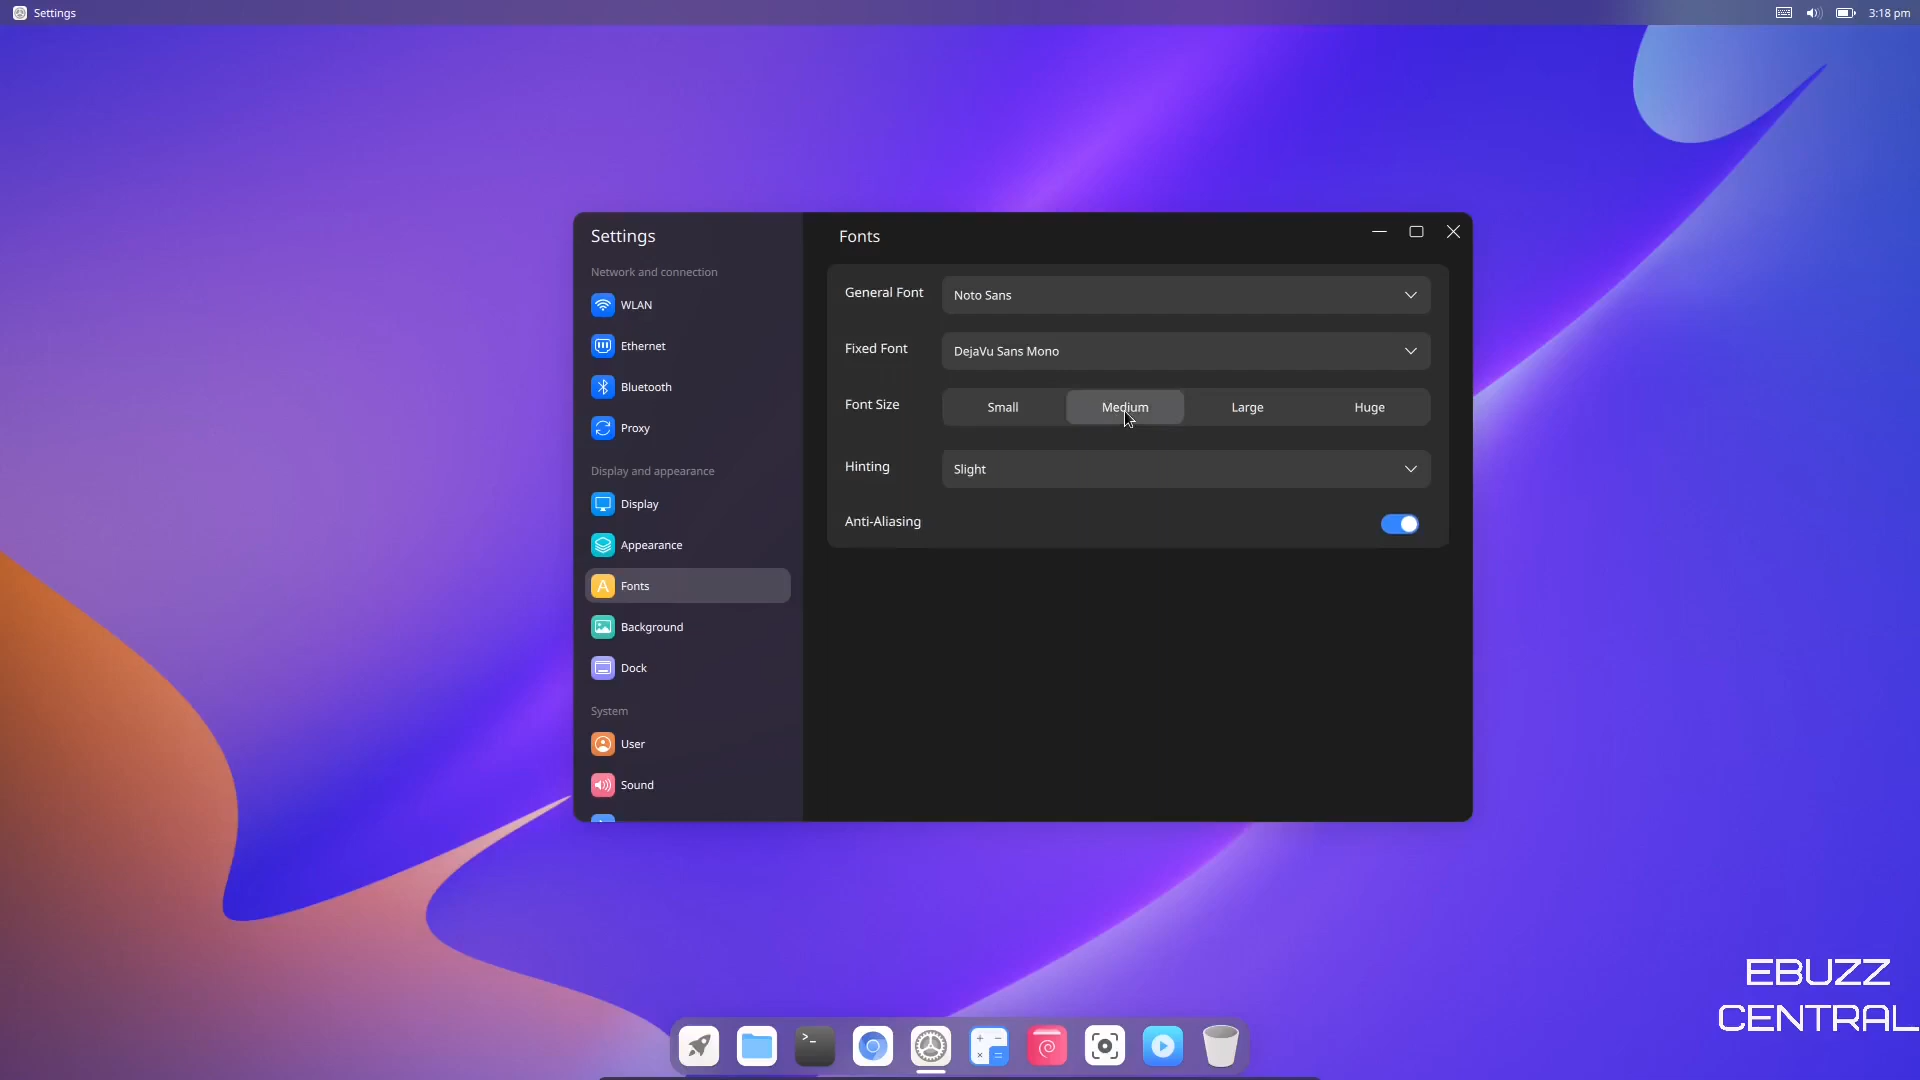 Settings
3:18 pm
Settings
Network and connection
WLAN
Ethernet
Bluetooth
Proxy
Display and appearance
Display
Appearance
Fonts
Background
Dock
System
User
Sound
Fonts
General Font
Noto Sans
Fixed Font
DejaVu Sans Mono
Font Size
Small
Medium
Large
Huge
Hinting
Slight
Anti-Aliasing
EBUZZ
CENTRAL